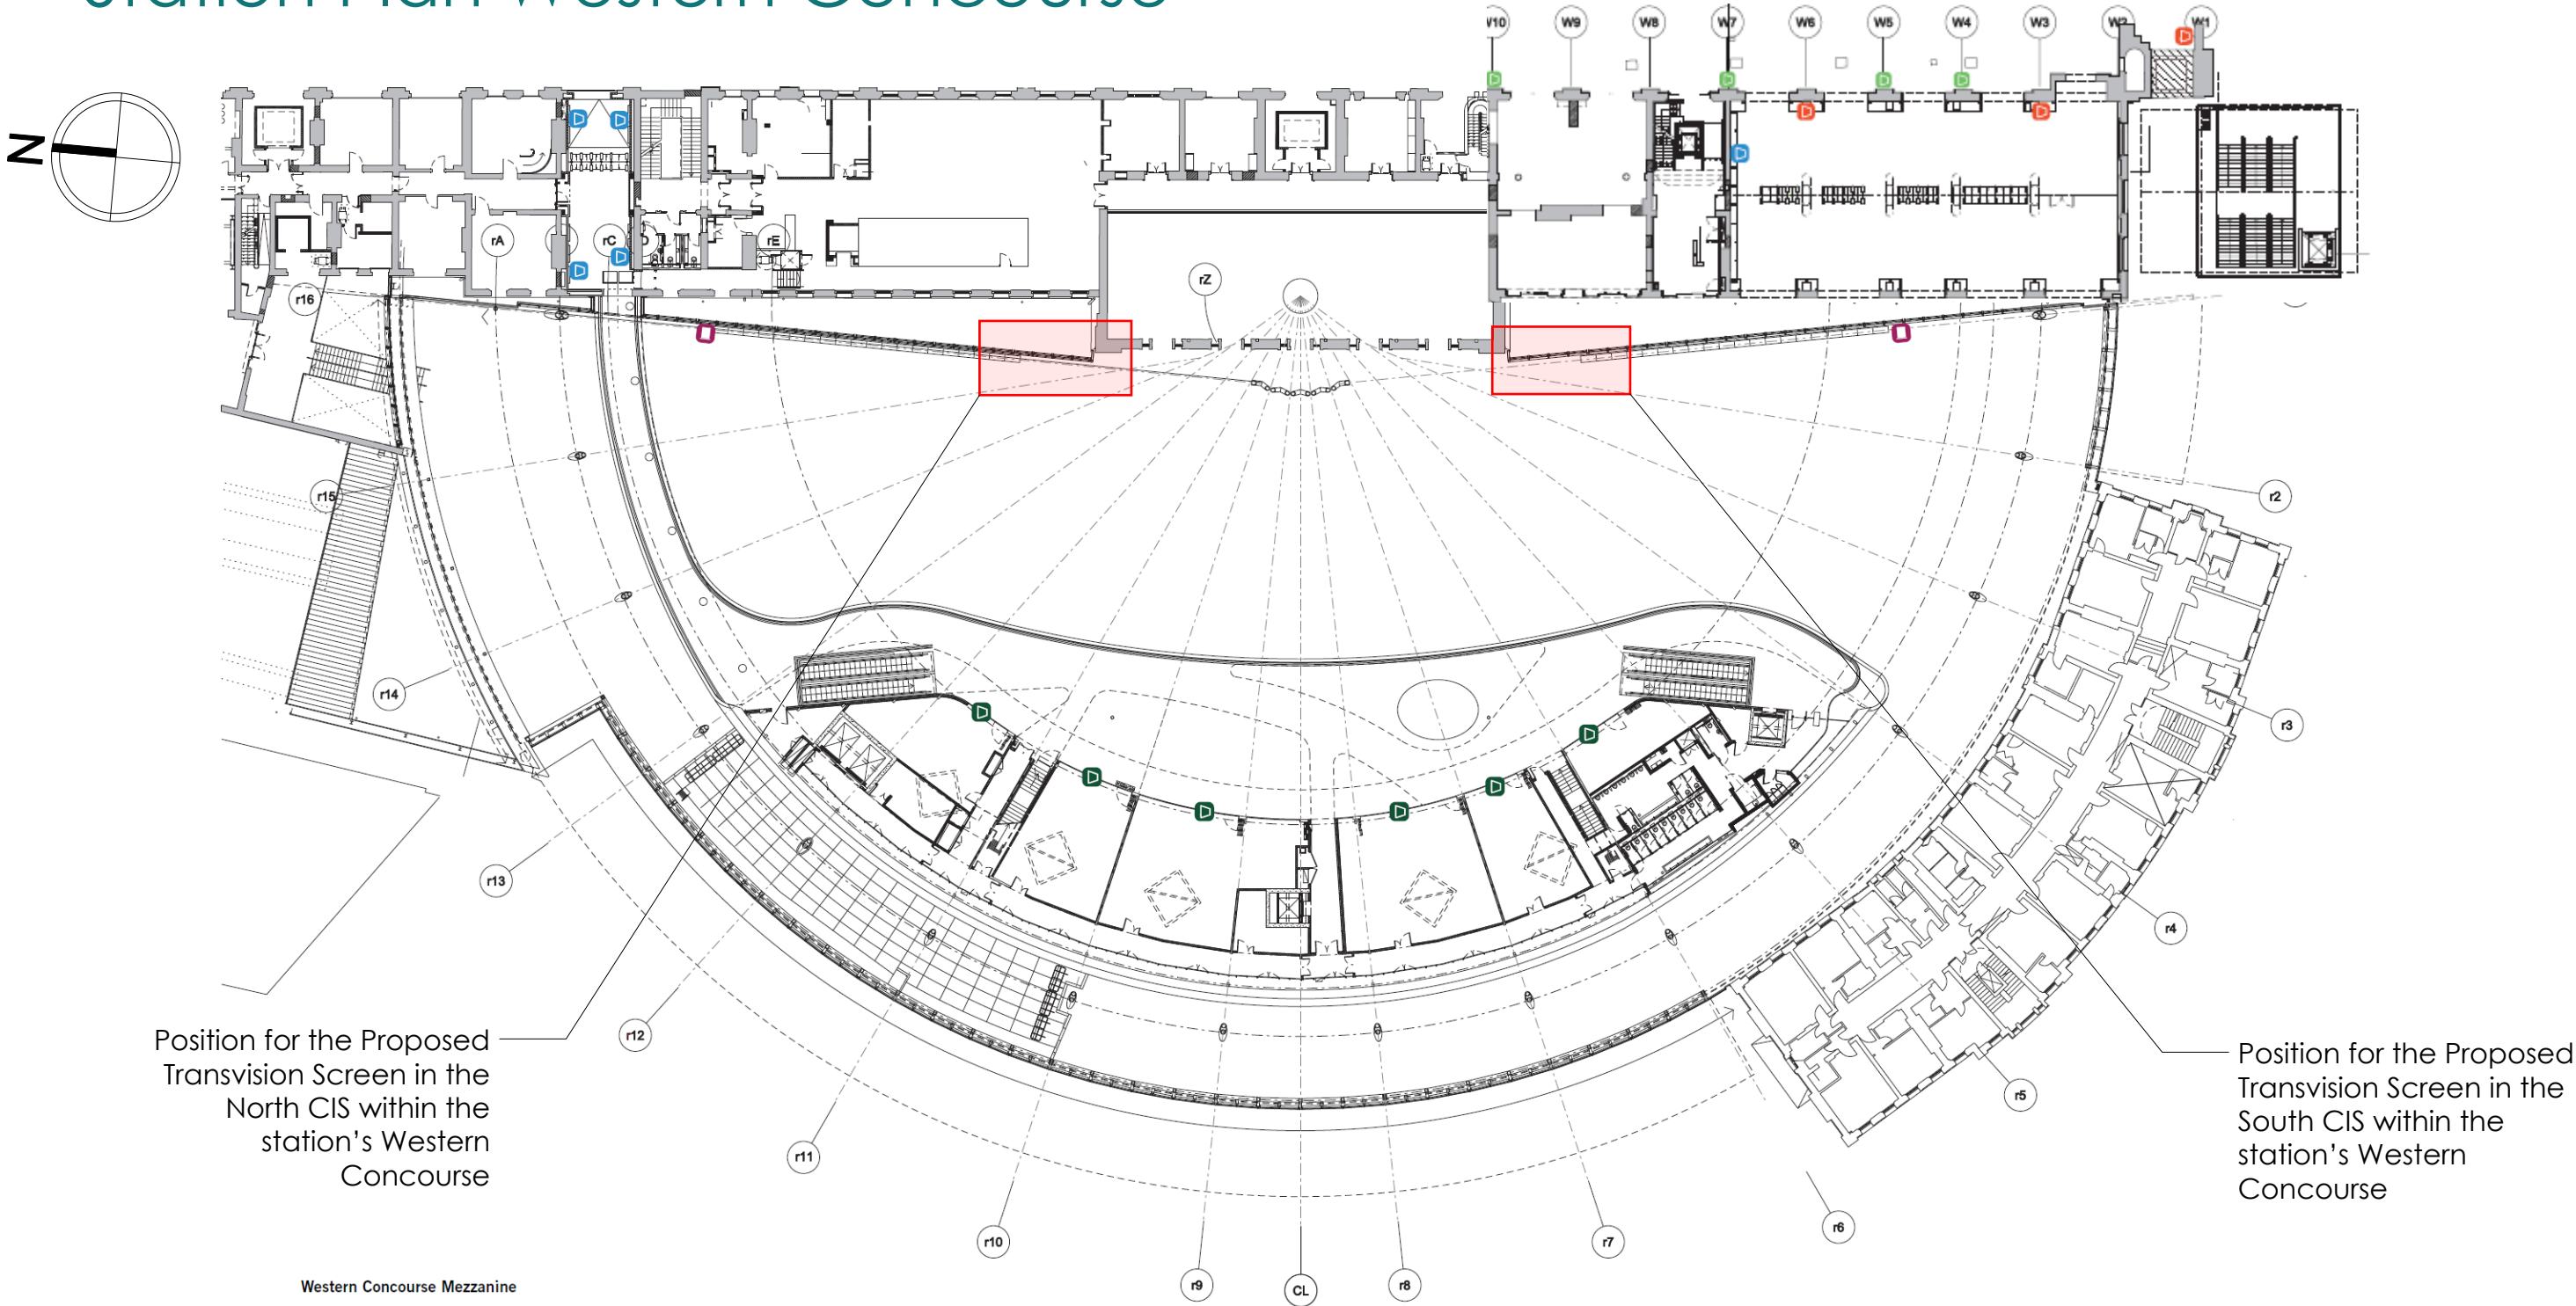 Station Plan Western Concourse
W10 W9 W8 W7 W6 W5 W4 W3 W2 W1
N
rA
rC
rE
rZ
r16
r15
r2
r14
r3
r13
r4
r12
r5
r11
r6
r10
r7
r9
CL
r8
Position for the Proposed
Transvision Screen in the
North CIS within the
station's Western
Concourse
Position for the Proposed
Transvision Screen in the
South CIS within the
station's Western
Concourse
Western Concourse Mezzanine